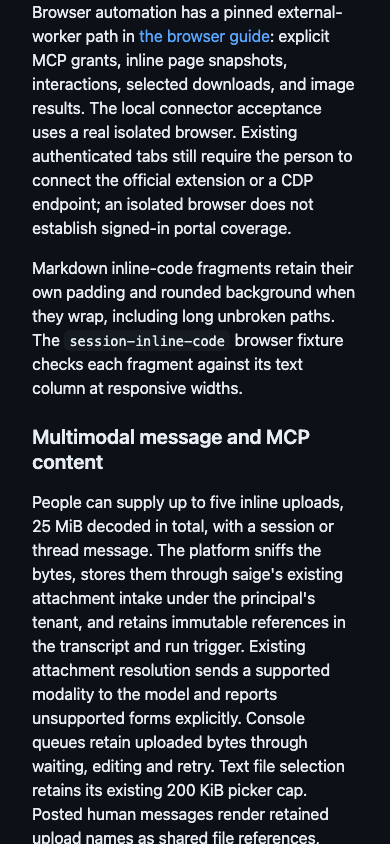 Browser automation has a pinned external-
worker path in the browser guide: explicit
MCP grants, inline page snapshots,
interactions, selected downloads, and image
results. The local connector acceptance
uses a real isolated browser. Existing
authenticated tabs still require the person to
connect the official extension or a CDP
endpoint; an isolated browser does not
establish signed-in portal coverage.
Markdown inline-code fragments retain their
own padding and rounded background when
they wrap, including long unbroken paths.
The session-inline-code browser fixture
checks each fragment against its text
column at responsive widths.
Multimodal message and MCP
content
People can supply up to five inline uploads,
25 MiB decoded in total, with a session or
thread message. The platform sniffs the
bytes, stores them through saige's existing
attachment intake under the principal's
tenant, and retains immutable references in
the transcript and run trigger. Existing
attachment resolution sends a supported
modality to the model and reports
unsupported forms explicitly. Console
queues retain uploaded bytes through
waiting, editing and retry. Text file selection
retains its existing 200 KiB picker cap.
Posted human messages render retained
upload names as shared file references,